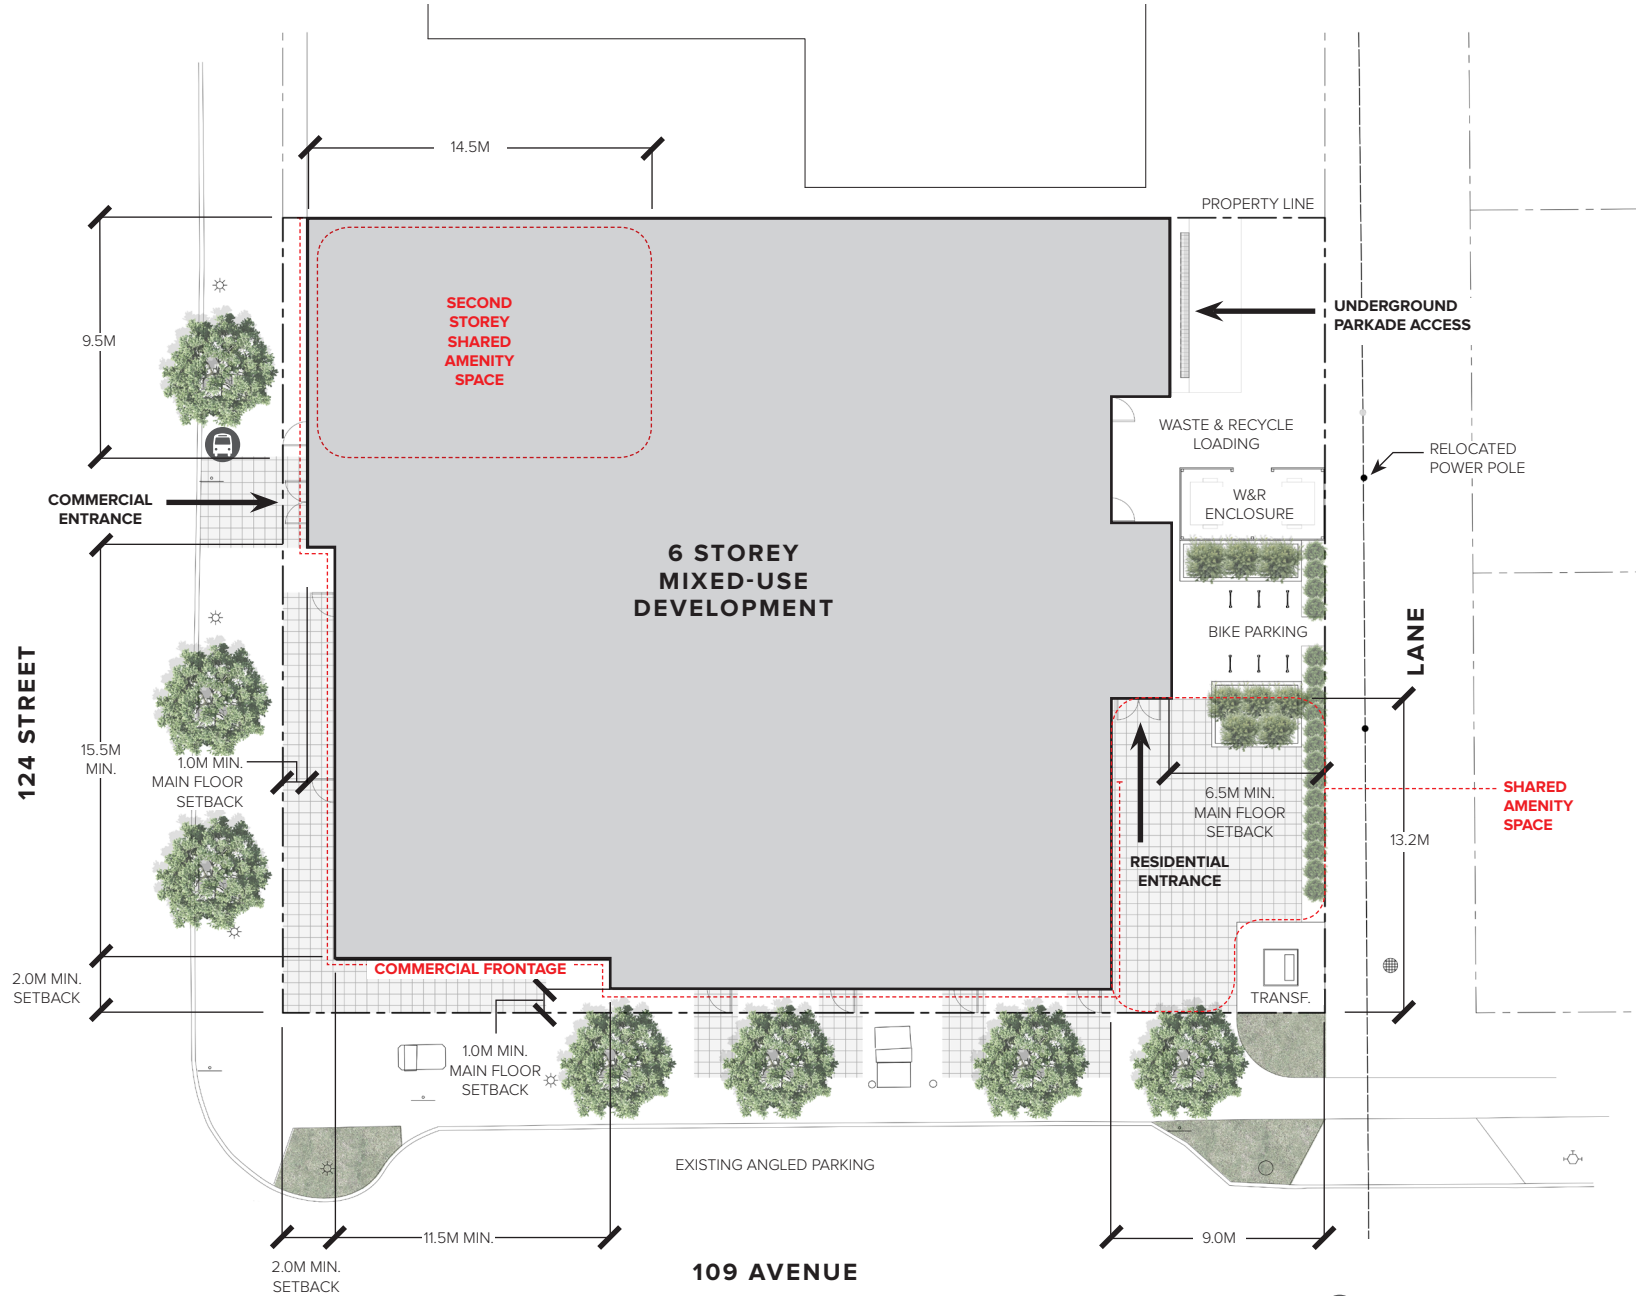 14.5M
PROPERTY LINE
9.5M
SECOND
STOREY
SHARED
AMENITY
SPACE
UNDERGROUND
PARKADE ACCESS
WASTE & RECYCLE
LOADING
RELOCATED
POWER POLE
COMMERCIAL
ENTRANCE
W&R
ENCLOSURE
6 STOREY
MIXED-USE
DEVELOPMENT
BIKE PARKING
LANE
124 STREET
15.5M
MIN.
1.0M MIN.
MAIN FLOOR
SETBACK
6.5M MIN.
MAIN FLOOR
SETBACK
SHARED
AMENITY
SPACE
13.2M
RESIDENTIAL
ENTRANCE
COMMERCIAL FRONTAGE
2.0M MIN.
SETBACK
TRANSF.
1.0M MIN.
MAIN FLOOR
SETBACK
EXISTING ANGLED PARKING
11.5M MIN.
9.0M
2.0M MIN.
SETBACK
109 AVENUE